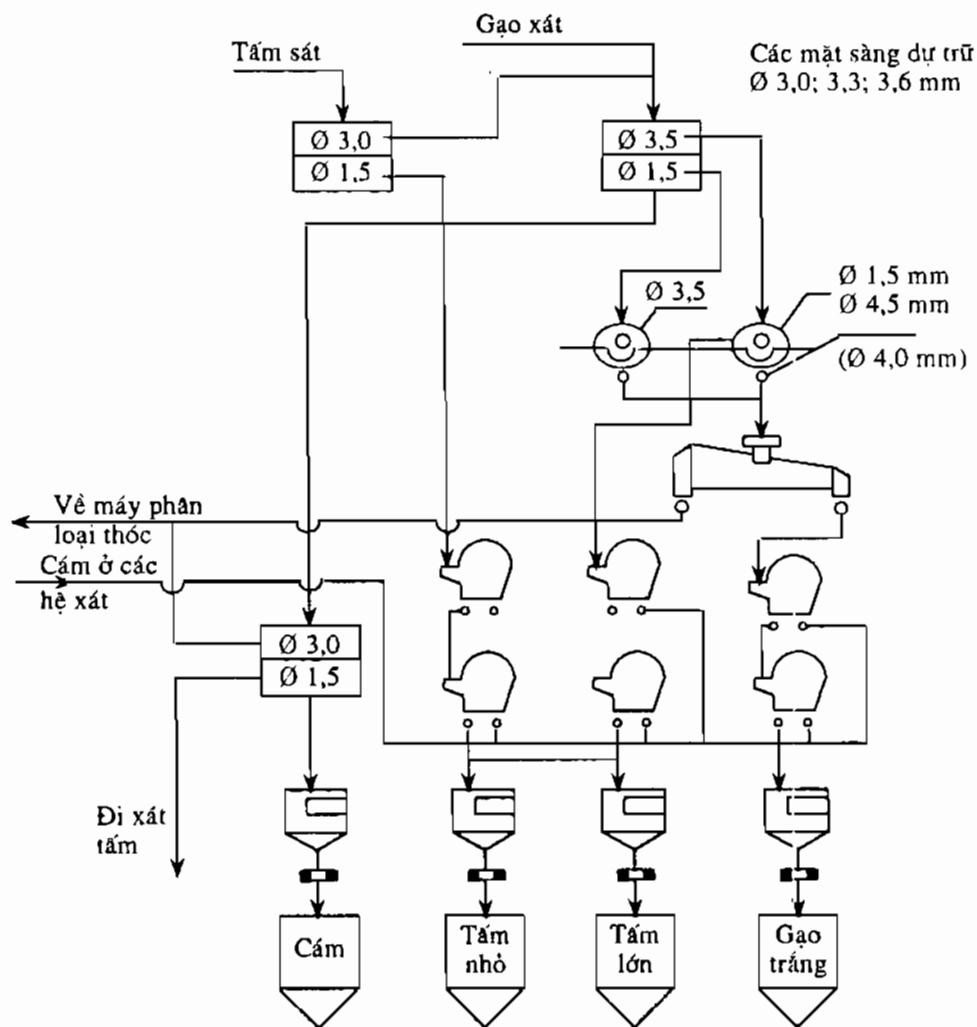 Gạo xát
Tấm sát
Các mặt sàng dự trữ
Ø 3,0; 3,3; 3,6 mm
Ø 3,0
Ø 1,5
Ø 3,5
Ø 1,5
Ø 3,5
Ø 1,5 mm
Ø 4,5 mm
(Ø 4,0 mm)
Về máy phân
loại thóc
Cám ở các
hệ xát
Ø 3,0
Ø 1,5
Đi xát
tấm
Cám
Tấm
nhỏ
Tấm
lớn
Gạo
trắng